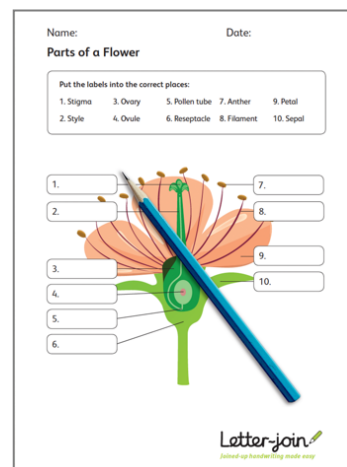 Name: Date:
Parts of a Flower
Put the labels into the correct places:
1. Stigma 3. Ovary 5. Pollen tube 7. Anther 9. Petal
2. Style 4. Ovule 6. Reseptacle 8. Filament 10. Sepal
1. 7.
2. 8.
9.
3. 10.
4.
5.
6.
Letter-join
Joined-up handwriting made easy